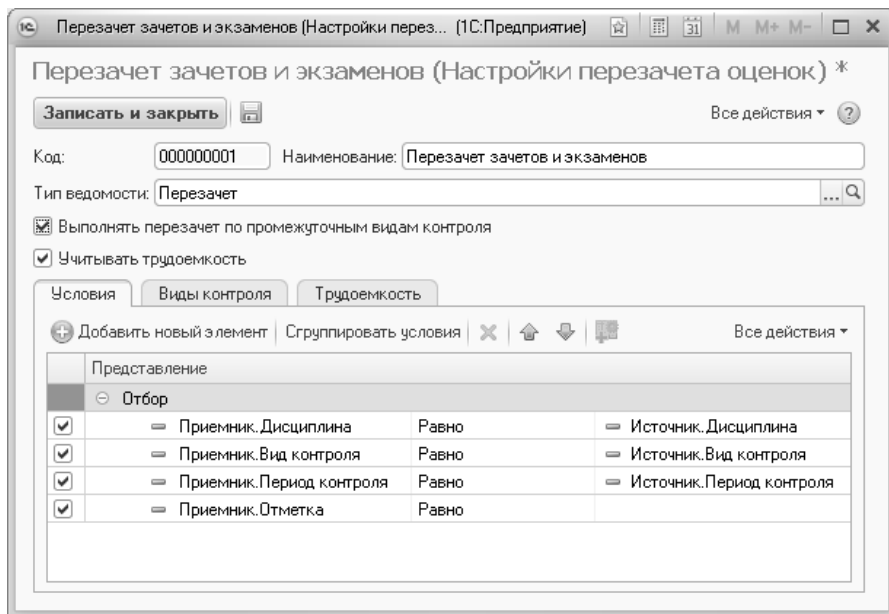 Перезачет зачетов и экзаменов (Настройки перез... (1С:Предприятие) 31 M M+ M-
Перезачет зачетов и экзаменов (Настройки перезачета оценок) *
Записать и закрыть Все действия ?
Код: 000000001 Наименование: Перезачет зачетов и экзаменов
Тип ведомости: Перезачет ...
Выполнять перезачет по промежуточным видам контроля
Учитывать трудоемкость
Условия Виды контроля Трудоемкость
Добавить новый элемент Сгруппировать условия Все действия
Представление
Отбор
Приемник.Дисциплина Равно Источник.Дисциплина
Приемник.Вид контроля Равно Источник.Вид контроля
Приемник.Период контроля Равно Источник.Период контроля
Приемник.Отметка Равно